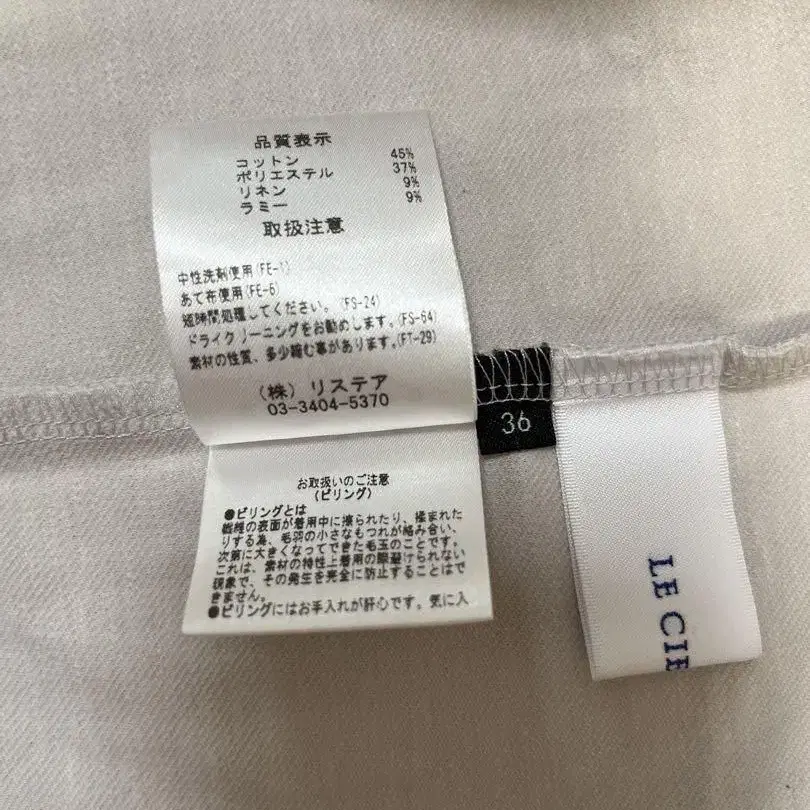 品質表示
コットン 45%
ポリエステル 37%
リネン 9%
ラミー 9%
取扱注意
中性洗剤使用(FE-1)
あて布使用(FE-6)
短時間処理してください。(FS-24)
ドライクリーニングをお勧めします。(FS-64)
素材の性質、多少縮む事があります。(FT-29)
(株) リステア
03-3404-5370
36
お取扱いのご注意
(ピリング)
●ピリングとは
繊維の表面が着用中に擦られたり、揉まれた
りする為、毛羽の小さなもつれが絡み合い、
次第に大きくなってできた毛玉のことです。
これは、素材の特性上着用の際避けられない
現象で、その発生を完全に防止することはで
きません。
●ピリングにはお手入れが肝心です。気に入
LE CIE